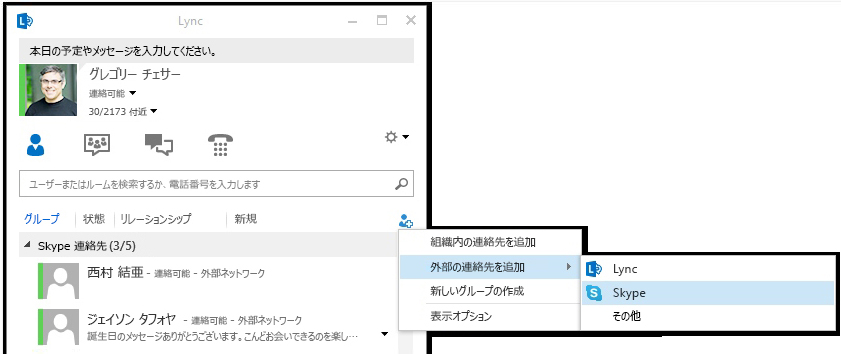 Lync
本日の予定やメッセージを入力してください。
グレゴリー チェサー
連絡可能
30/2173 付近
ユーザーまたはルームを検索するか、電話番号を入力します
グループ 状態 リレーションシップ 新規
Skype 連絡先 (3/5)
西村 結亜 - 連絡可能 - 外部ネットワーク
ジェイソン タフォヤ - 連絡可能 - 外部ネットワーク
誕生日のメッセージありがとうございます。こんどお会いできるのを楽し…
組織内の連絡先を追加
外部の連絡先を追加
新しいグループの作成
表示オプション
Lync
Skype
その他